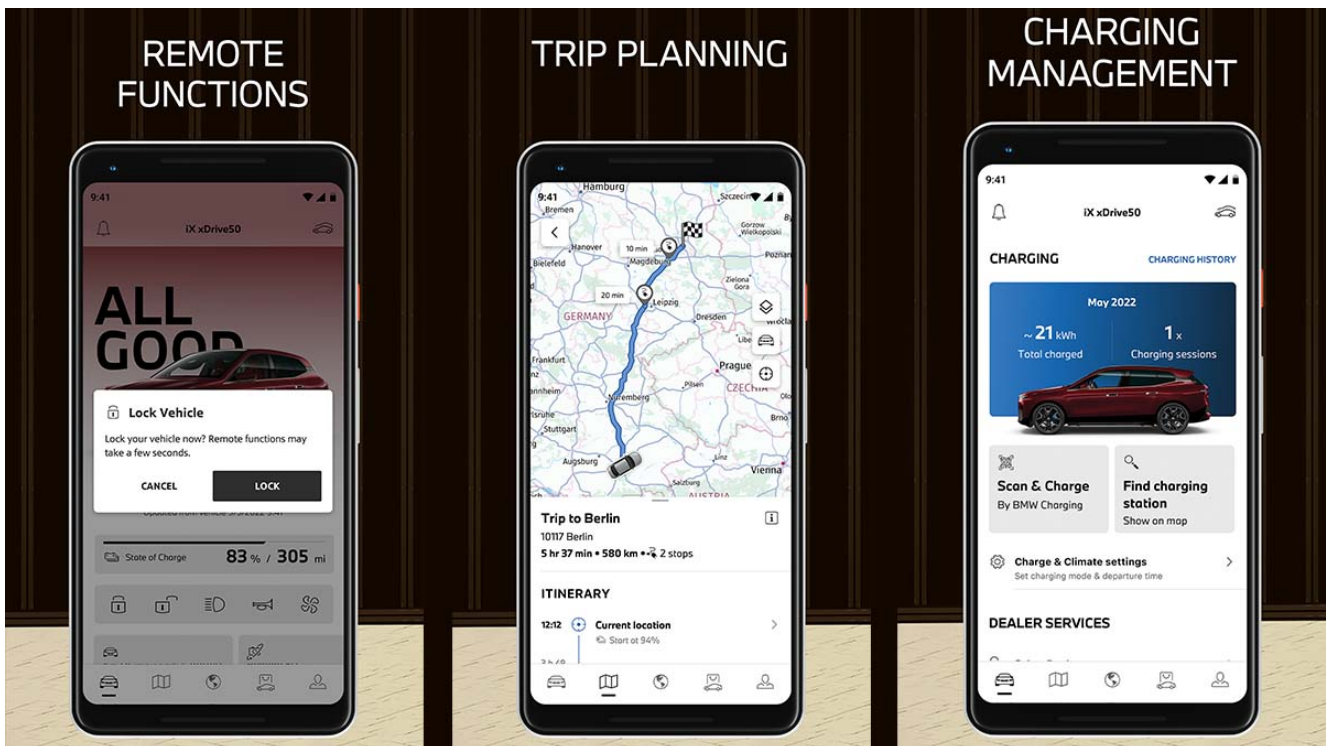 REMOTE
FUNCTIONS
9:41
iX xDrive50
ALL
GOOD
Lock Vehicle
Lock your vehicle now? Remote functions may
take a few seconds.
CANCEL
LOCK
State of Charge
83 % / 305 mi
TRIP PLANNING
Hamburg
9:41
Szczecin
Bremen
Gorzow
Wielkopolski
Hanover
10 min
Bielefeld
Magdeburg
Poznan
Zielona
Gora
20 min
Leipzig
GERMANY
Dresden
Frankfurt
Prague
Pilsen
CZECHIA
Nuremberg
Brno
Stuttgart
Augsburg
Linz
Vienna
Salzburg
AUSTRIA
Trip to Berlin
10117 Berlin
5 hr 37 min • 580 km • 2 stops
ITINERARY
12:12
Current location
Start at 94%
CHARGING
MANAGEMENT
9:41
iX xDrive50
CHARGING
CHARGING HISTORY
May 2022
~ 21 kWh
Total charged
1 x
Charging sessions
Scan & Charge
By BMW Charging
Find charging
station
Show on map
Charge & Climate settings
Set charging mode & departure time
DEALER SERVICES